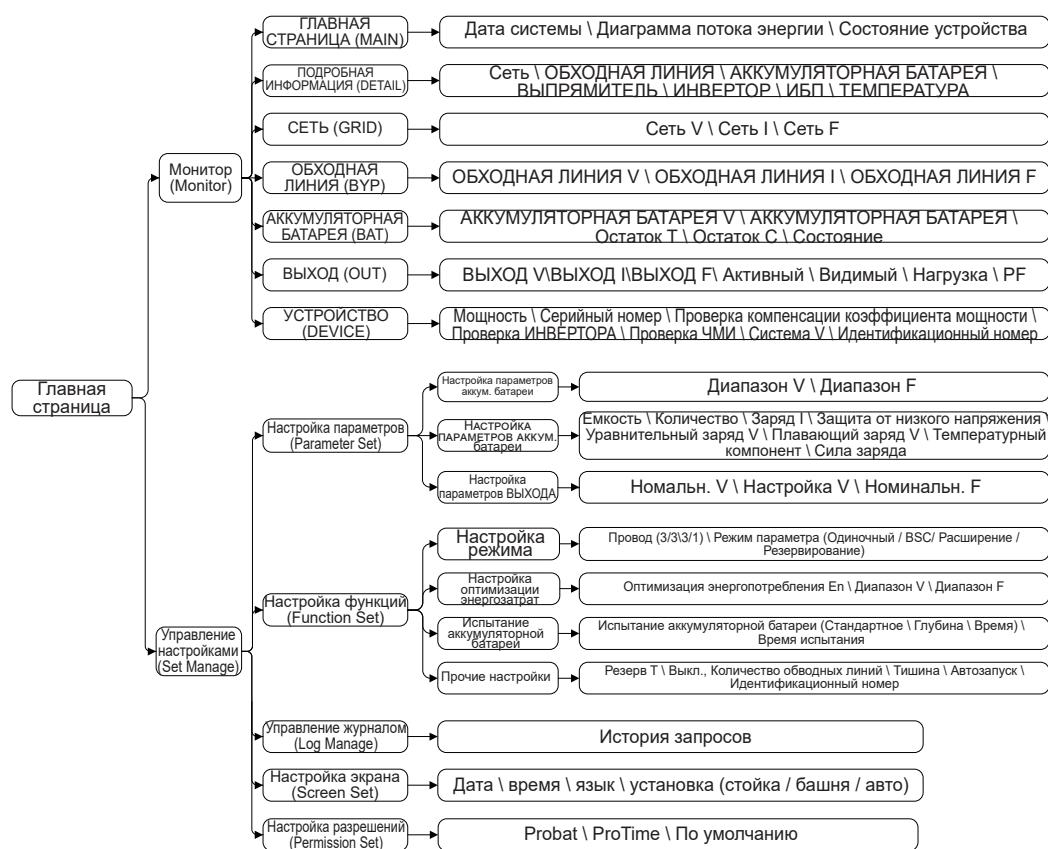 ГЛАВНАЯ
СТРАНИЦА (MAIN)
Дата системы \ Диаграмма потока энергии \ Состояние устройства
ПОДРОБНАЯ
ИНФОРМАЦИЯ (DETAIL)
Сеть \ ОБХОДНАЯ ЛИНИЯ \ АККУМУЛЯТОРНАЯ БАТАРЕЯ \
ВЫПРЯМИТЕЛЬ \ ИНВЕРТОР \ ИБП \ ТЕМПЕРАТУРА
СЕТЬ (GRID)
Сеть V \ Сеть I \ Сеть F
Монитор
(Monitor)
ОБХОДНАЯ
ЛИНИЯ (BYP)
ОБХОДНАЯ ЛИНИЯ V \ ОБХОДНАЯ ЛИНИЯ I \ ОБХОДНАЯ ЛИНИЯ F
АККУМУЛЯТОРНАЯ
БАТАРЕЯ (BAT)
АККУМУЛЯТОРНАЯ БАТАРЕЯ V \ АККУМУЛЯТОРНАЯ БАТАРЕЯ \
Остаток T \ Остаток C \ Состояние
ВЫХОД (OUT)
ВЫХОД V\ВЫХОД I\ВЫХОД F\ Активный \ Видимый \ Нагрузка \ PF
УСТРОЙСТВО
(DEVICE)
Мощность \ Серийный номер \ Проверка компенсации коэффициента мощности \
Проверка ИНВЕРТОРА \ Проверка ЧМИ \ Система V \ Идентификационный номер
Главная
страница
Настройка параметров
(Parameter Set)
Настройка параметров
аккум. батареи
Диапазон V \ Диапазон F
НАСТРОЙКА
ПАРАМЕТРОВ АККУМ.
батареи
Емкость \ Количество \ Заряд I \ Защита от низкого напряжения \
Уравнительный заряд V \ Плавающий заряд V \ Температурный
компонент \ Сила заряда
Настройка
параметров ВЫХОДА
Номальн. V \ Настройка V \ Номинальн. F
Управление
настройками
(Set Manage)
Настройка функций
(Function Set)
Настройка
режима
Провод (3/3\3/1) \ Режим параметра (Одиночный / BSC/ Расширение /
Резервирование)
Настройка
оптимизации
энергозатрат
Оптимизация энергопотребления En \ Диапазон V \ Диапазон F
Испытание
аккумуляторной
батарей
Испытание аккумуляторной батареи (Стандартное \ Глубина \ Время) \
Время испытания
Прочие настройки
Резерв T \ Выкл., Количество обводных линий \ Тишина \ Автозапуск \
Идентификационный номер
Управление журналом
(Log Manage)
История запросов
Настройка экрана
(Screen Set)
Дата \ время \ язык \ установка (стойка / башня / авто)
Настройка разрешений
(Permission Set)
Probat \ ProTime \ По умолчанию